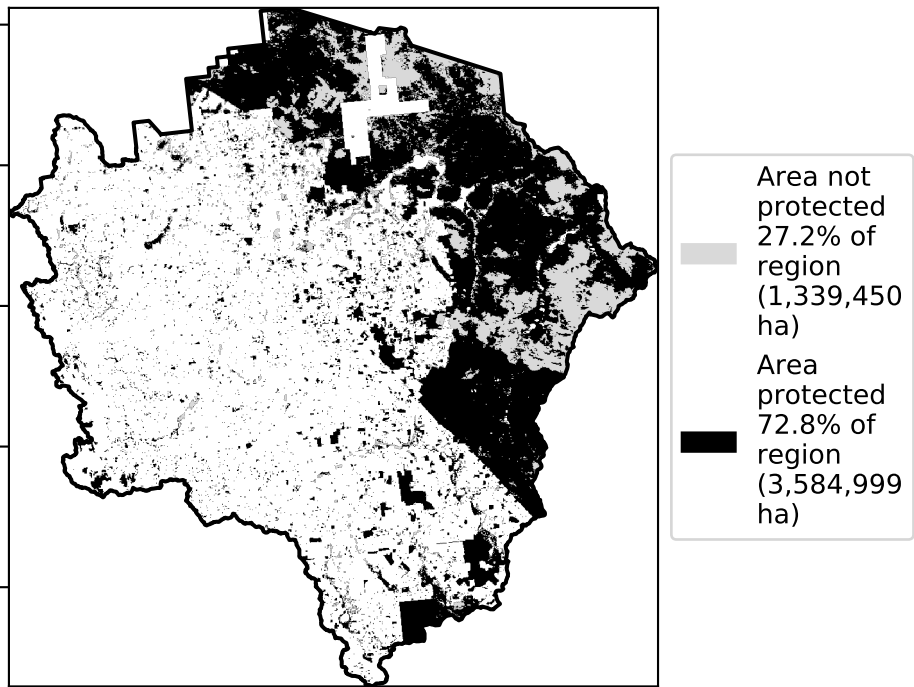 Area not
protected
27.2% of
region
(1,339,450
ha)
Area
protected
72.8% of
region
(3,584,999
ha)